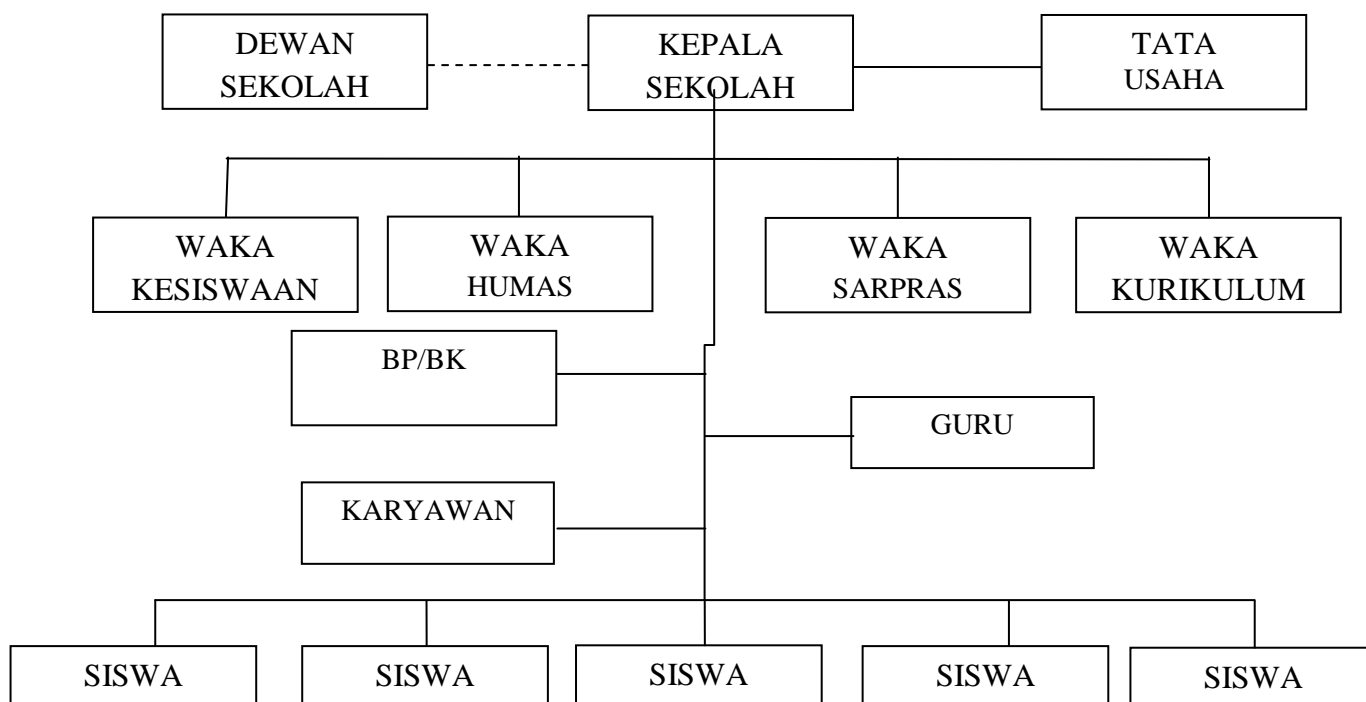 DEWAN
SEKOLAH
KEPALA
SEKOLAH
TATA
USAHA
WAKA
KESISWAAN
WAKA
HUMAS
WAKA
SARPRAS
WAKA
KURIKULUM
BP/BK
GURU
KARYAWAN
SISWA
SISWA
SISWA
SISWA
SISWA